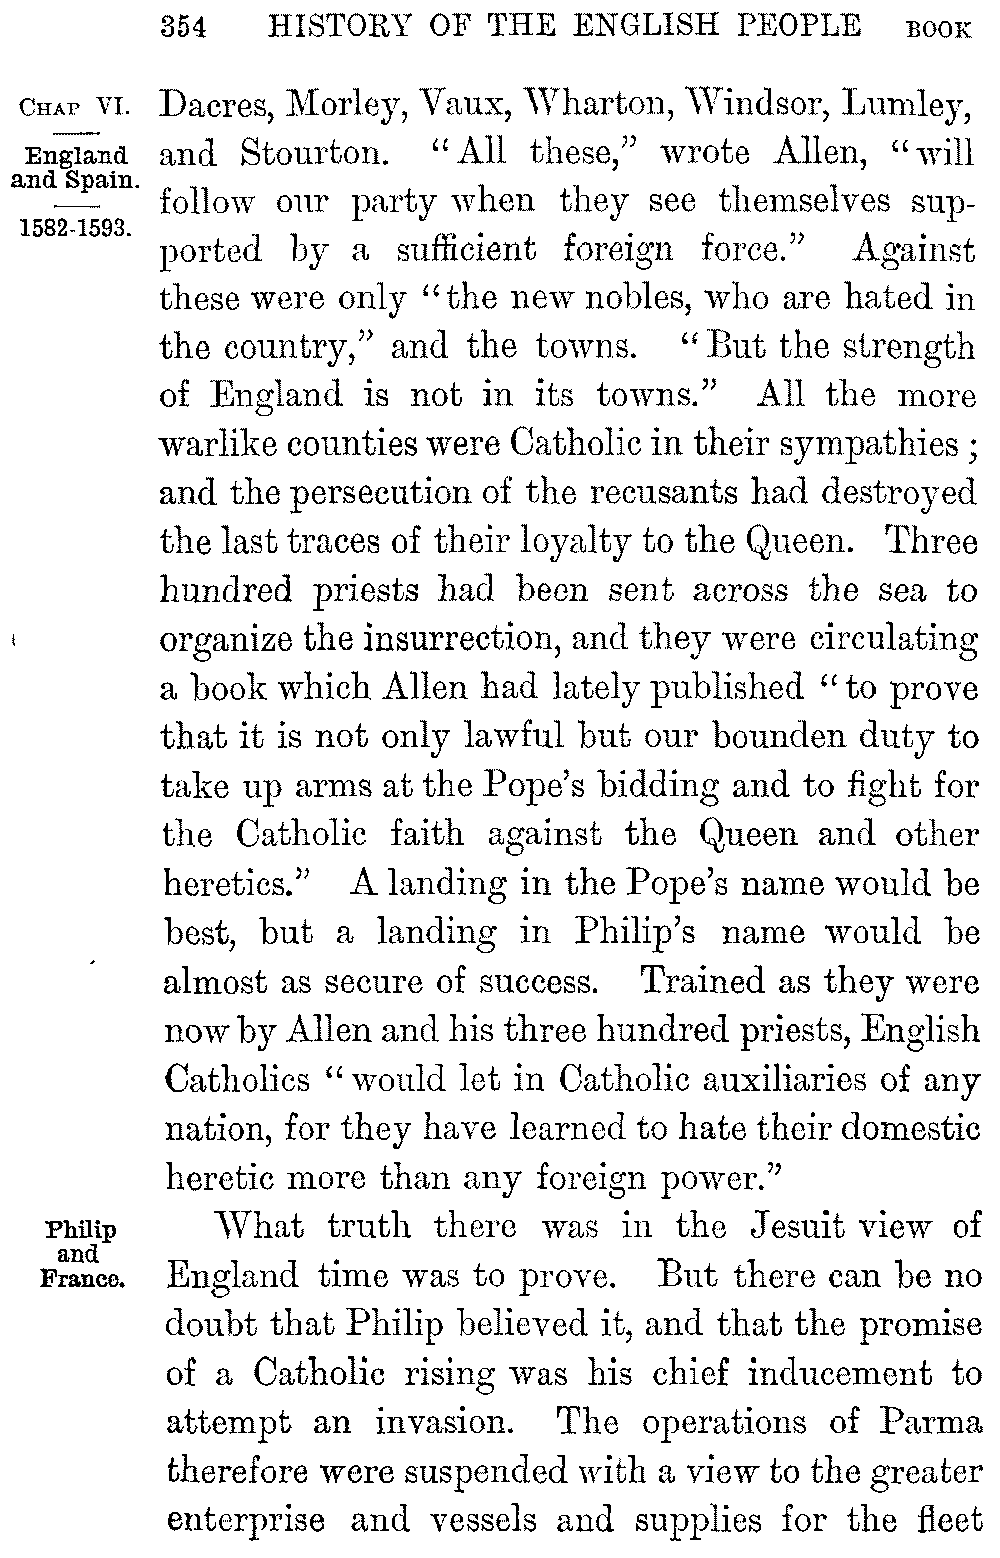 354 HISTORY OF THE ENGLISH PEOPLE BOOK
CHAP VI.
England
and Spain.
1582-1593.
Dacres, Morley, Vaux, Wharton, Windsor, Lumley,
and Stourton. “All these,” wrote Allen, “will
follow our party when they see themselves sup-
ported by a sufficient foreign force.” Against
these were only “the new nobles, who are hated in
the country,” and the towns. “But the strength
of England is not in its towns.” All the more
warlike counties were Catholic in their sympathies ;
and the persecution of the recusants had destroyed
the last traces of their loyalty to the Queen. Three
hundred priests had been sent across the sea to
organize the insurrection, and they were circulating
a book which Allen had lately published “to prove
that it is not only lawful but our bounden duty to
take up arms at the Pope’s bidding and to fight for
the Catholic faith against the Queen and other
heretics.” A landing in the Pope’s name would be
best, but a landing in Philip’s name would be
almost as secure of success. Trained as they were
now by Allen and his three hundred priests, English
Catholics “would let in Catholic auxiliaries of any
nation, for they have learned to hate their domestic
heretic more than any foreign power.”
Philip
and
France.
What truth there was in the Jesuit view of
England time was to prove. But there can be no
doubt that Philip believed it, and that the promise
of a Catholic rising was his chief inducement to
attempt an invasion. The operations of Parma
therefore were suspended with a view to the greater
enterprise and vessels and supplies for the fleet